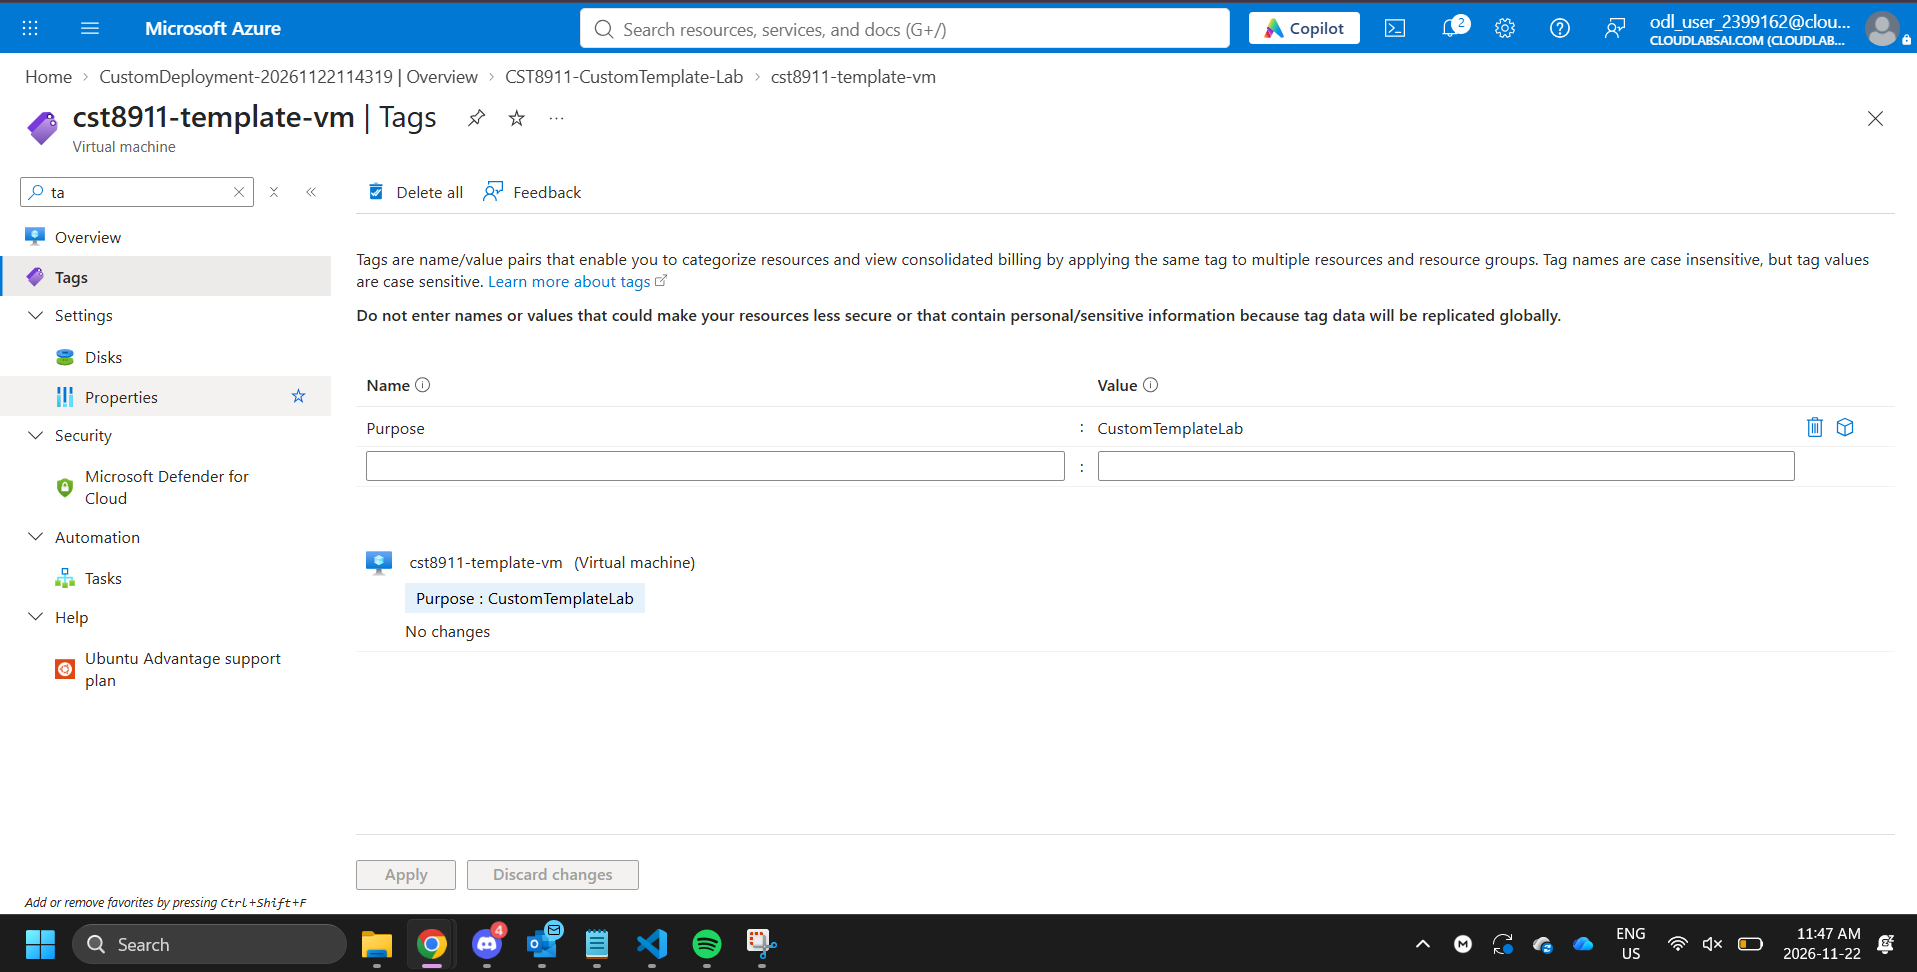 Microsoft Azure
Search resources, services, and docs (G+/)
Copilot
2
odl_user_2399162@clou...
CLOUDLABSAI.COM (CLOUDLAB...
Home > CustomDeployment-20261122114319 | Overview > CST8911-CustomTemplate-Lab > cst8911-template-vm
cst8911-template-vm | Tags
Virtual machine
ta
Delete all
Feedback
Overview
Tags
Settings
Disks
Properties
Security
Microsoft Defender for
Cloud
Automation
Tasks
Help
Ubuntu Advantage support
plan
Add or remove favorites by pressing Ctrl+Shift+F
Tags are name/value pairs that enable you to categorize resources and view consolidated billing by applying the same tag to multiple resources and resource groups. Tag names are case insensitive, but tag values
are case sensitive. Learn more about tags
Do not enter names or values that could make your resources less secure or that contain personal/sensitive information because tag data will be replicated globally.
Name
Value
Purpose : CustomTemplateLab
:
cst8911-template-vm (Virtual machine)
Purpose : CustomTemplateLab
No changes
Apply
Discard changes
Search
4
M
ENG
US
11:47 AM
2026-11-22